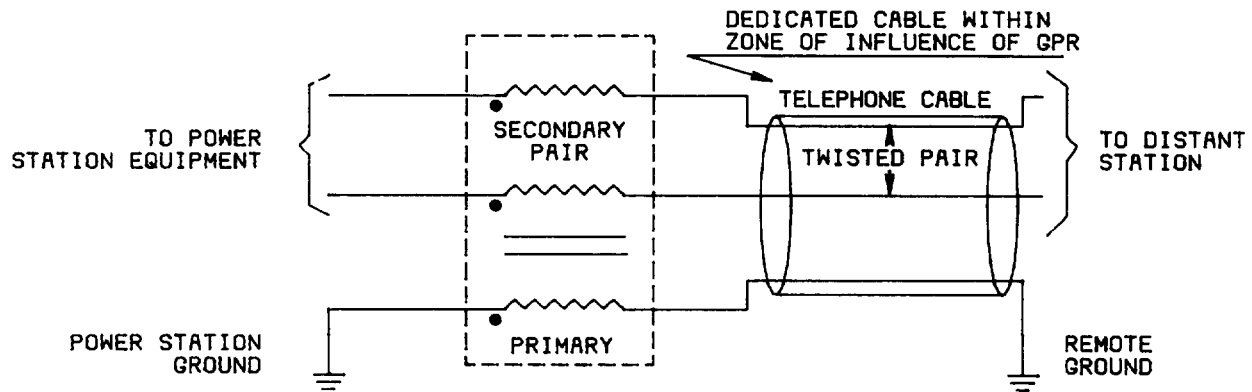 DEDICATED CABLE WITHIN
ZONE OF INFLUENCE OF GPR
TELEPHONE CABLE
TO POWER
STATION EQUIPMENT
SECONDARY
PAIR
TWISTED PAIR
TO DISTANT
STATION
POWER STATION
GROUND
PRIMARY
REMOTE
GROUND